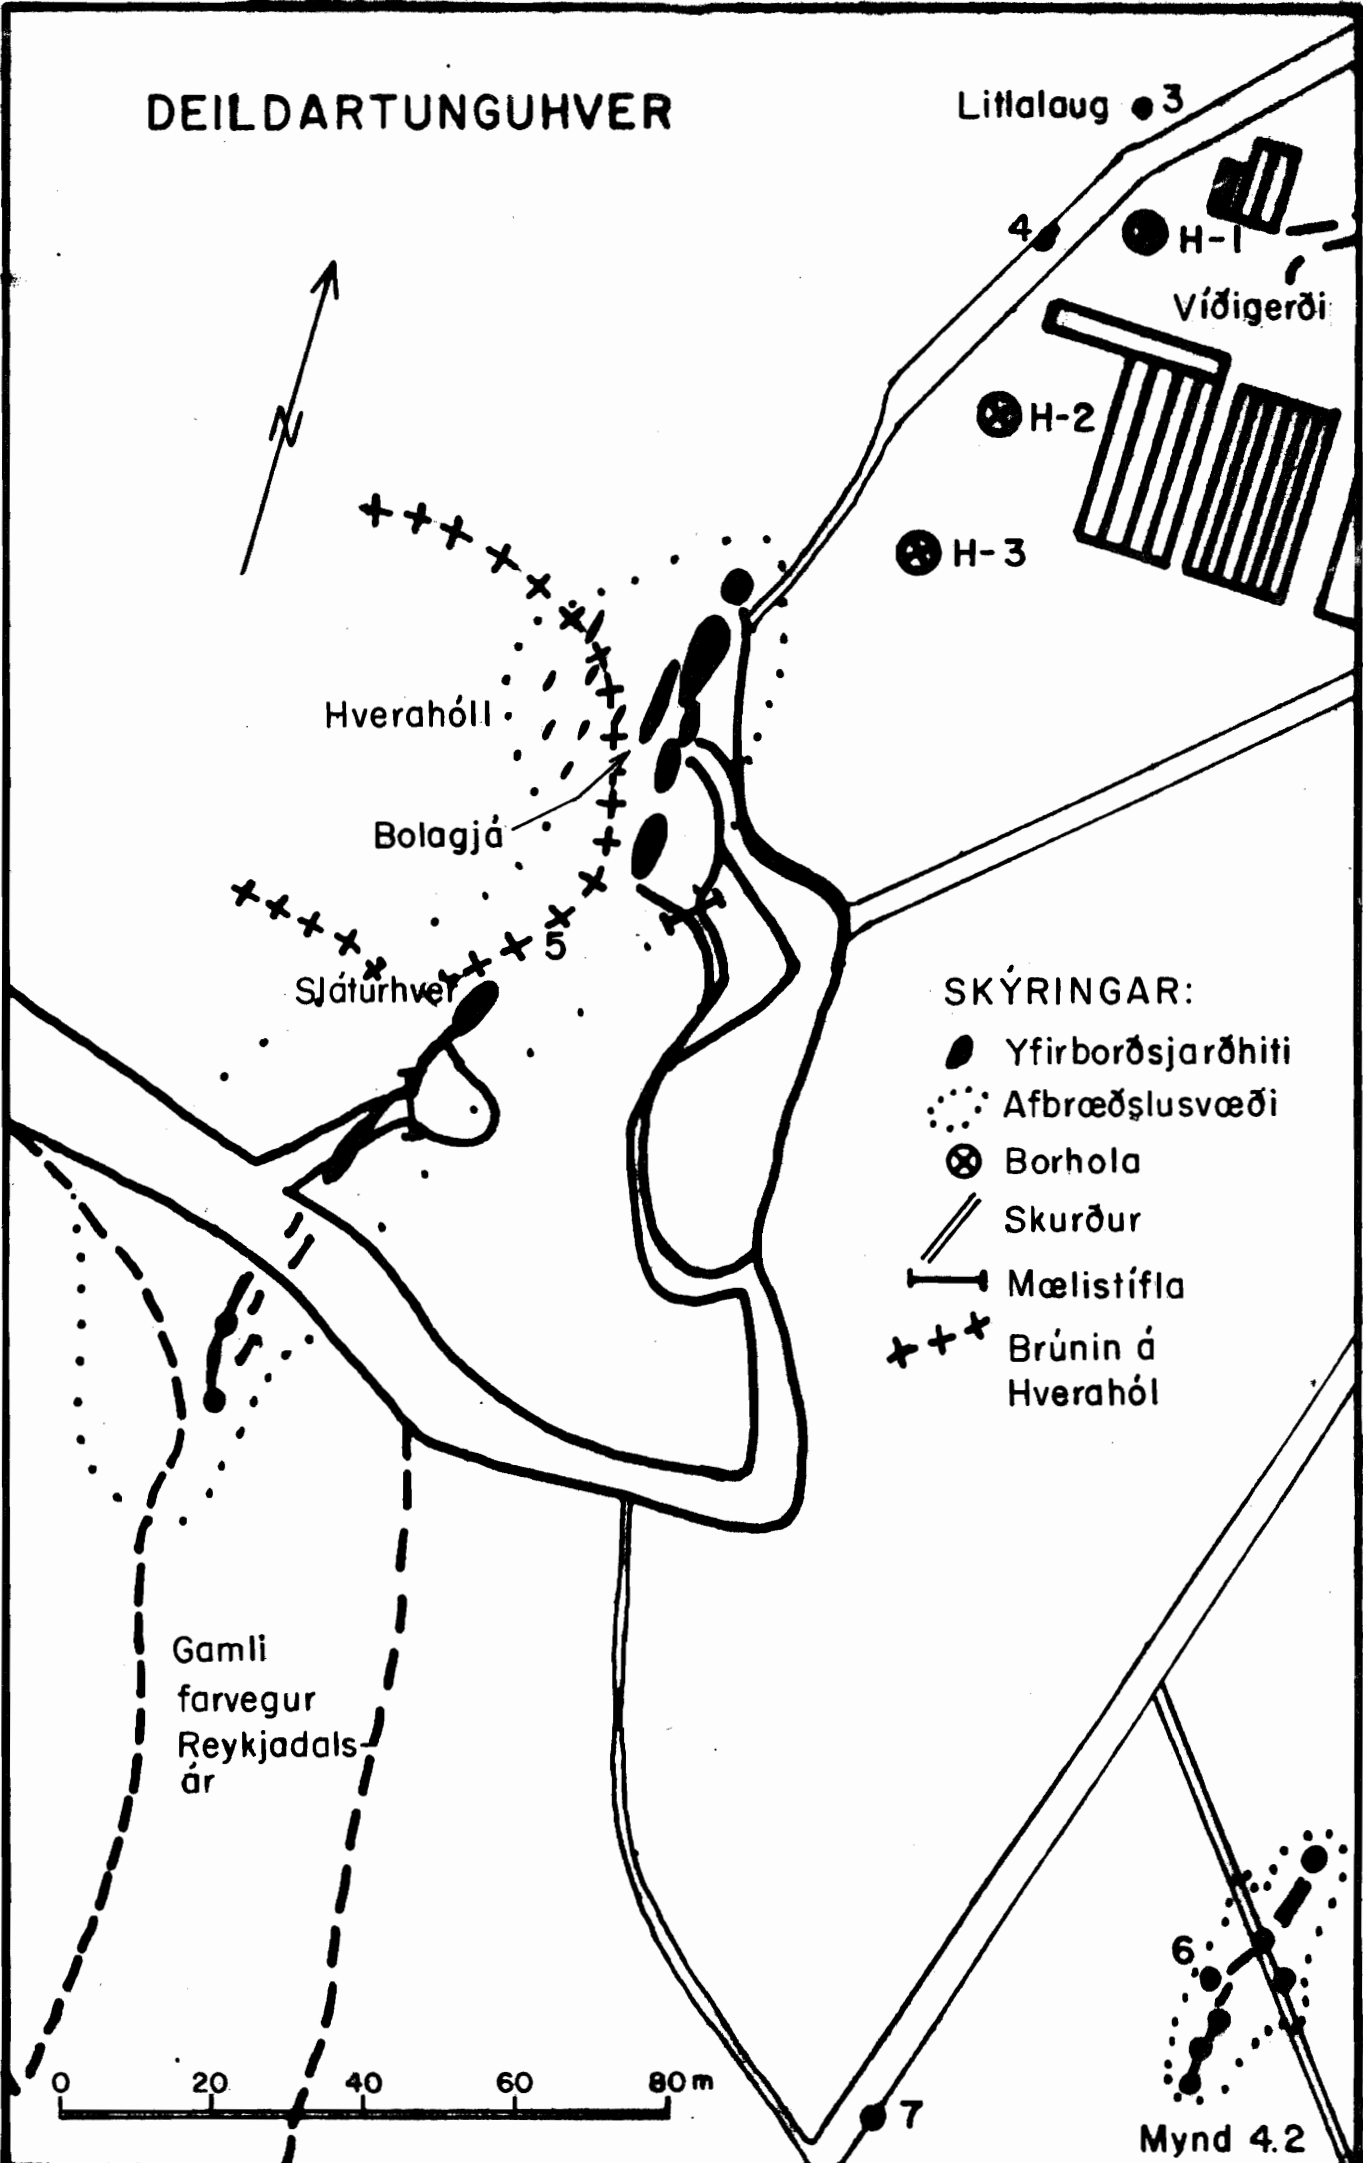 DEILDARTUNGUHVER
Litlalaug 3
4
H-1
Víðigerði
N
H-2
H-3
Hverahóll
Bolagjá
5
Sláturhver
SKÝRINGAR:
Yfirborðsjarðhiti
Afbræðslusvæði
Borhola
Skurður
Mælistífla
Brúnin á
Hverahól
Gamli
farvegur
Reykjadals-
ár
6
0 20 40 60 80 m
7
Mynd 4.2